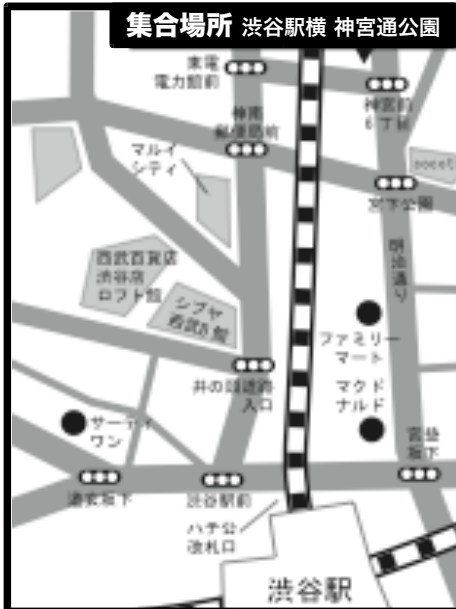 集合場所 渋谷駅横 神宮通公園
東電
電力館前
神宮前
6丁目
神南
郵便局前
マルイ
シティ
宮下公園
明治通り
西武百貨店
渋谷店
ロフト館
シブヤ
西武B館
ファミリー
マート
井の頭通り
入口
マクド
ナルド
サーティ
ワン
宮益
坂下
道玄坂下
渋谷駅前
ハチ公
改札口
渋谷駅